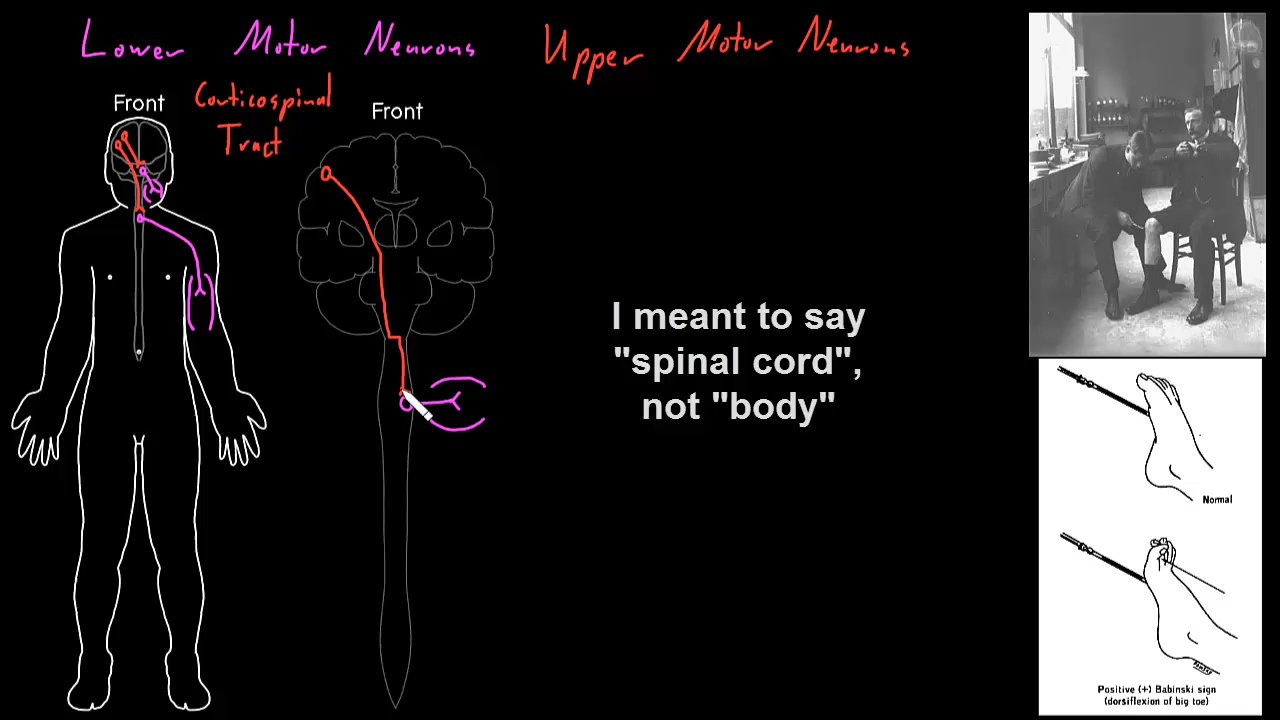 Lower Motor Neurons
Upper Motor Neurons
Corticospinal
Tract
Front
Front
I meant to say
"spinal cord",
not "body"
Normal
Positive (+) Babinski sign
(dorsiflexion of big toe)